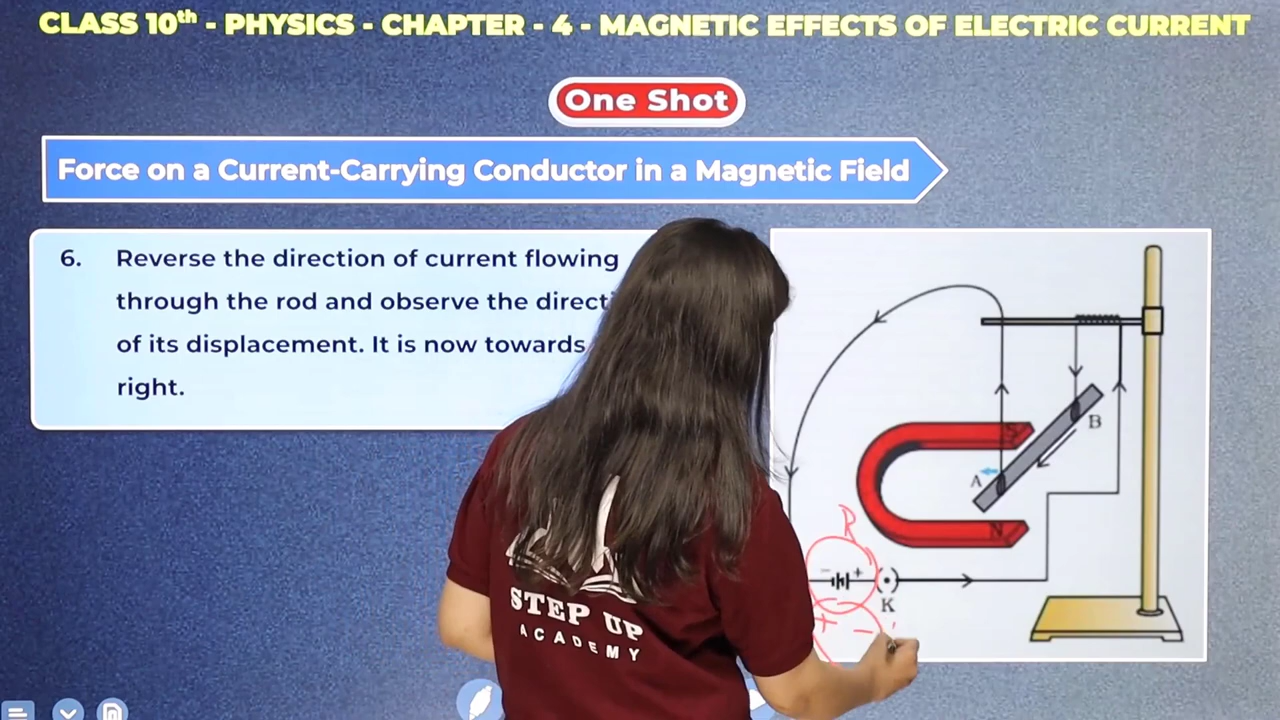 CLASS 10th - PHYSICS - CHAPTER - 4 - MAGNETIC EFFECTS OF ELECTRIC CURRENT
One Shot
Force on a Current-Carrying Conductor in a Magnetic Field
6. Reverse the direction of current flowing
through the rod and observe the
of its displacement. It is now towards
right.
B
A
S
N
R
- +
K
+ -
STEP UP
ACADEMY